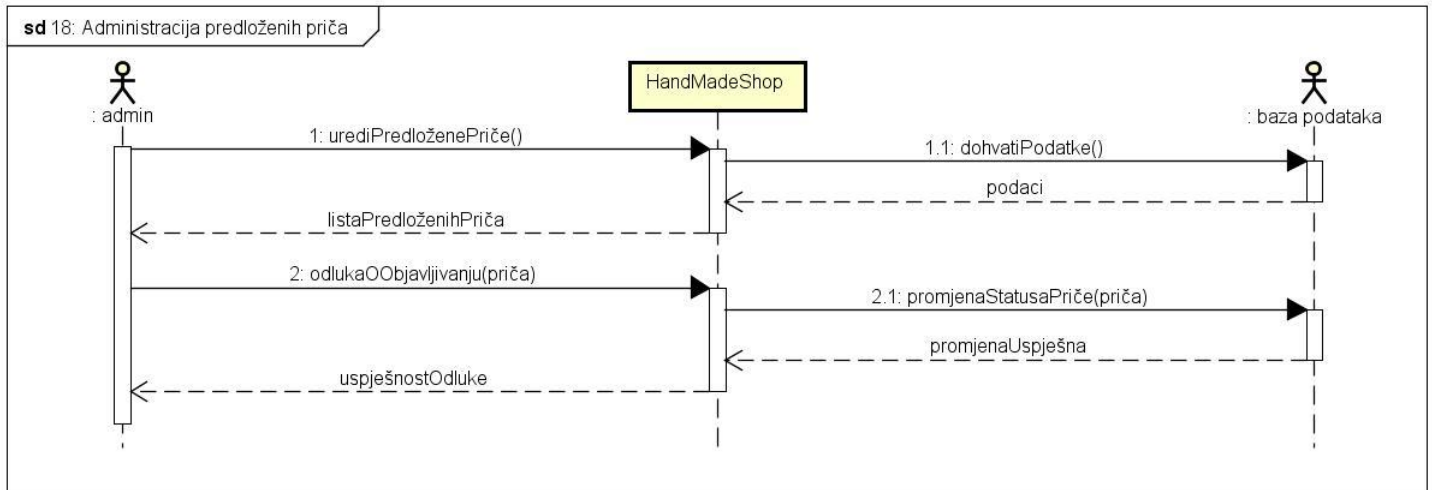 sd 18: Administracija predloženih priča
: admin
HandMadeShop
: baza podataka
1: urediPredloženePriče()
1.1: dohvatiPodatke()
podaci
listaPredloženihPriča
2: odlukaOObjavljivanju(priča)
2.1: promjenaStatusaPriče(priča)
promjenaUspješna
uspješnostOdluke